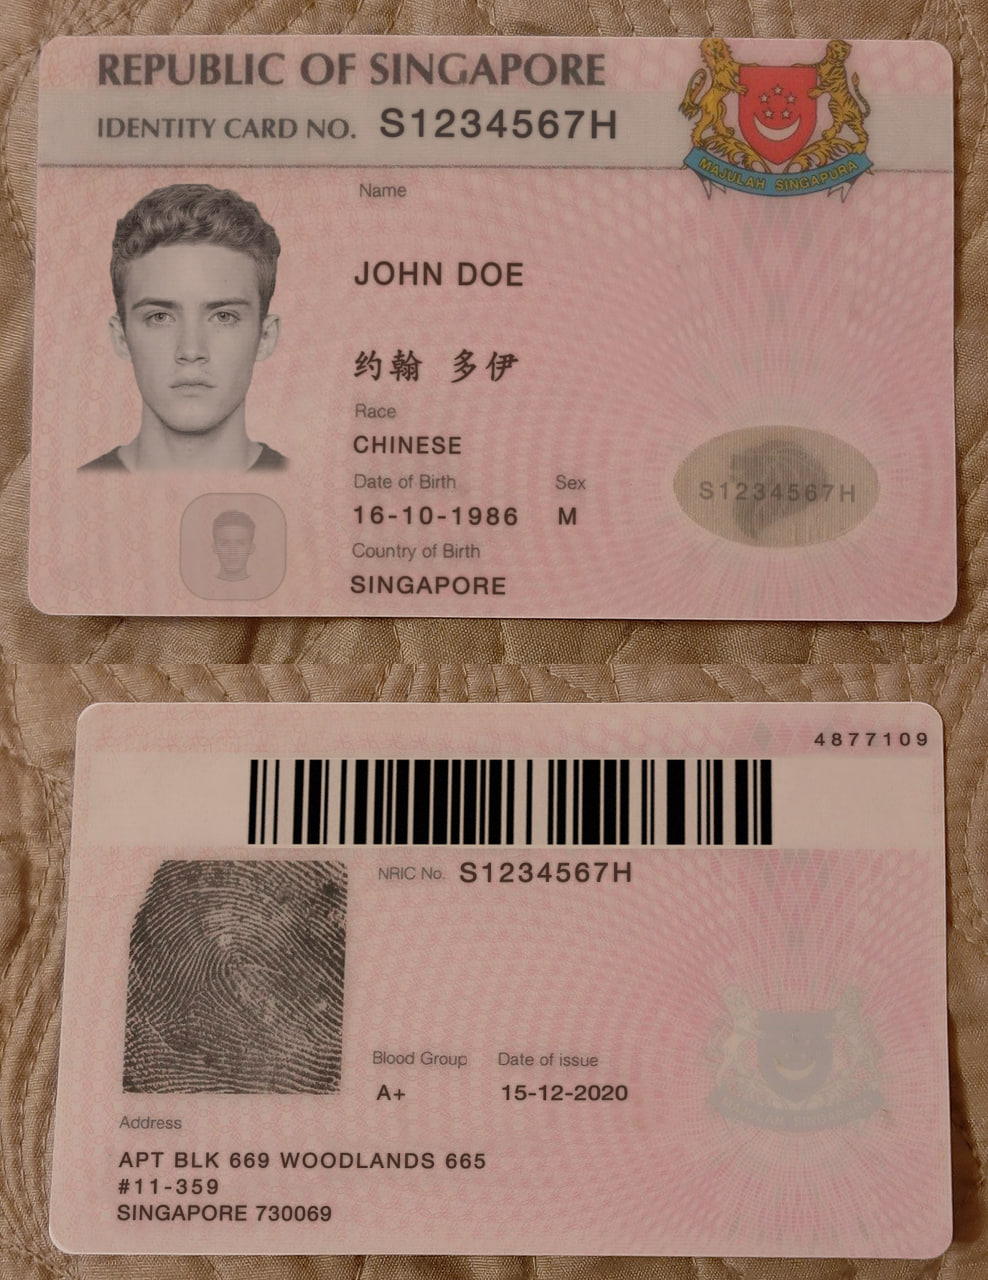 REPUBLIC OF SINGAPORE
IDENTITY CARD NO. S1234567H
MAJULAH SINGAPURA
Name
JOHN DOE
约翰 多伊
Race
CHINESE
Date of Birth Sex
16-10-1986 M
S1234567H
Country of Birth
SINGAPORE
4877109
NRIC No. S1234567H
Blood Group Date of issue
A+ 15-12-2020
Address
APT BLK 669 WOODLANDS 665
#11-359
SINGAPORE 730069